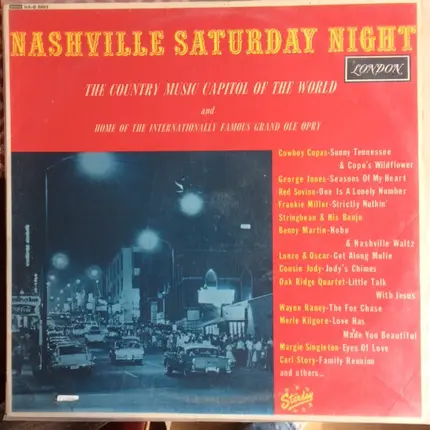 NASHVILLE SATURDAY NIGHT
LONDON
THE COUNTRY MUSIC CAPITOL OF THE WORLD
and
HOME OF THE INTERNATIONALLY FAMOUS GRAND OLE OPRY
Cowboy Copas-Sunny Tennessee
& Cope's Wildflower
George Jones-Seasons Of My Heart
Red Sovine-One Is A Lonely Number
Frankie Miller-Strictly Nothin'
Stringbean & His Banjo
Benny Martin-Hobo
& Nashville Waltz
Lonzo & Oscar-Get Along Mulie
Cousin Jody-Jody's Chimes
Oak Ridge Quartet-Little Talk
With Jesus
Wayne Raney-The Fox Chase
Merle Kilgore-Love Has
Made You Beautiful
Margie Singleton-Eyes Of Love
Carl Story-Family Reunion
and others..
Starday